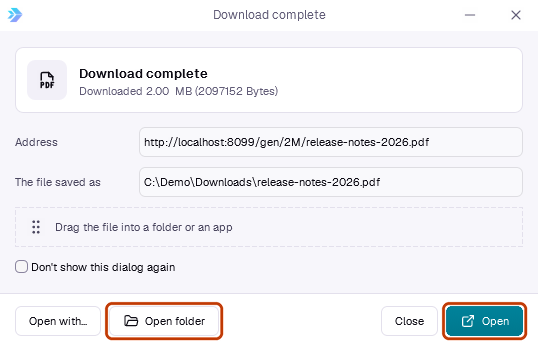 Download complete
PDF
Download complete
Downloaded 2.00  MB (2097152 Bytes)
Address
http://localhost:8099/gen/2M/release-notes-2026.pdf
The file saved as
C:\Demo\Downloads\release-notes-2026.pdf
Drag the file into a folder or an app
Don't show this dialog again
Open with...
Open folder
Close
Open